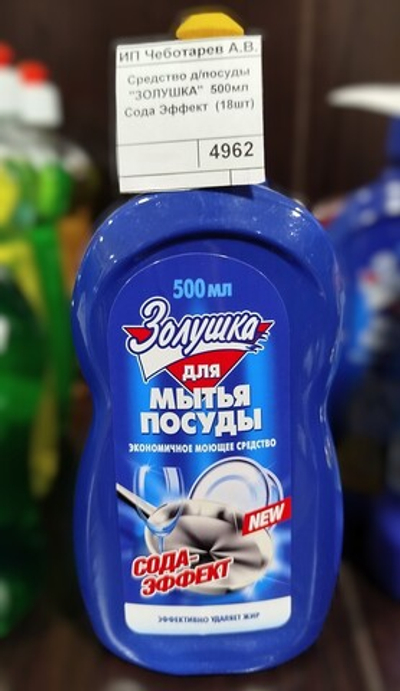 ИП Чеботарев А.В.
Средство д/посуды
"ЗОЛУШКА" 500мл
Сода Эффект (18шт)
4962
500 мл
Золушка
для
МЫТЬЯ
ПОСУДЫ
ЭКОНОМИЧНОЕ МОЮЩЕЕ СРЕДСТВО
NEW
СОДА-
ЭФФЕКТ
ЭФФЕКТИВНО УДАЛЯЕТ ЖИР